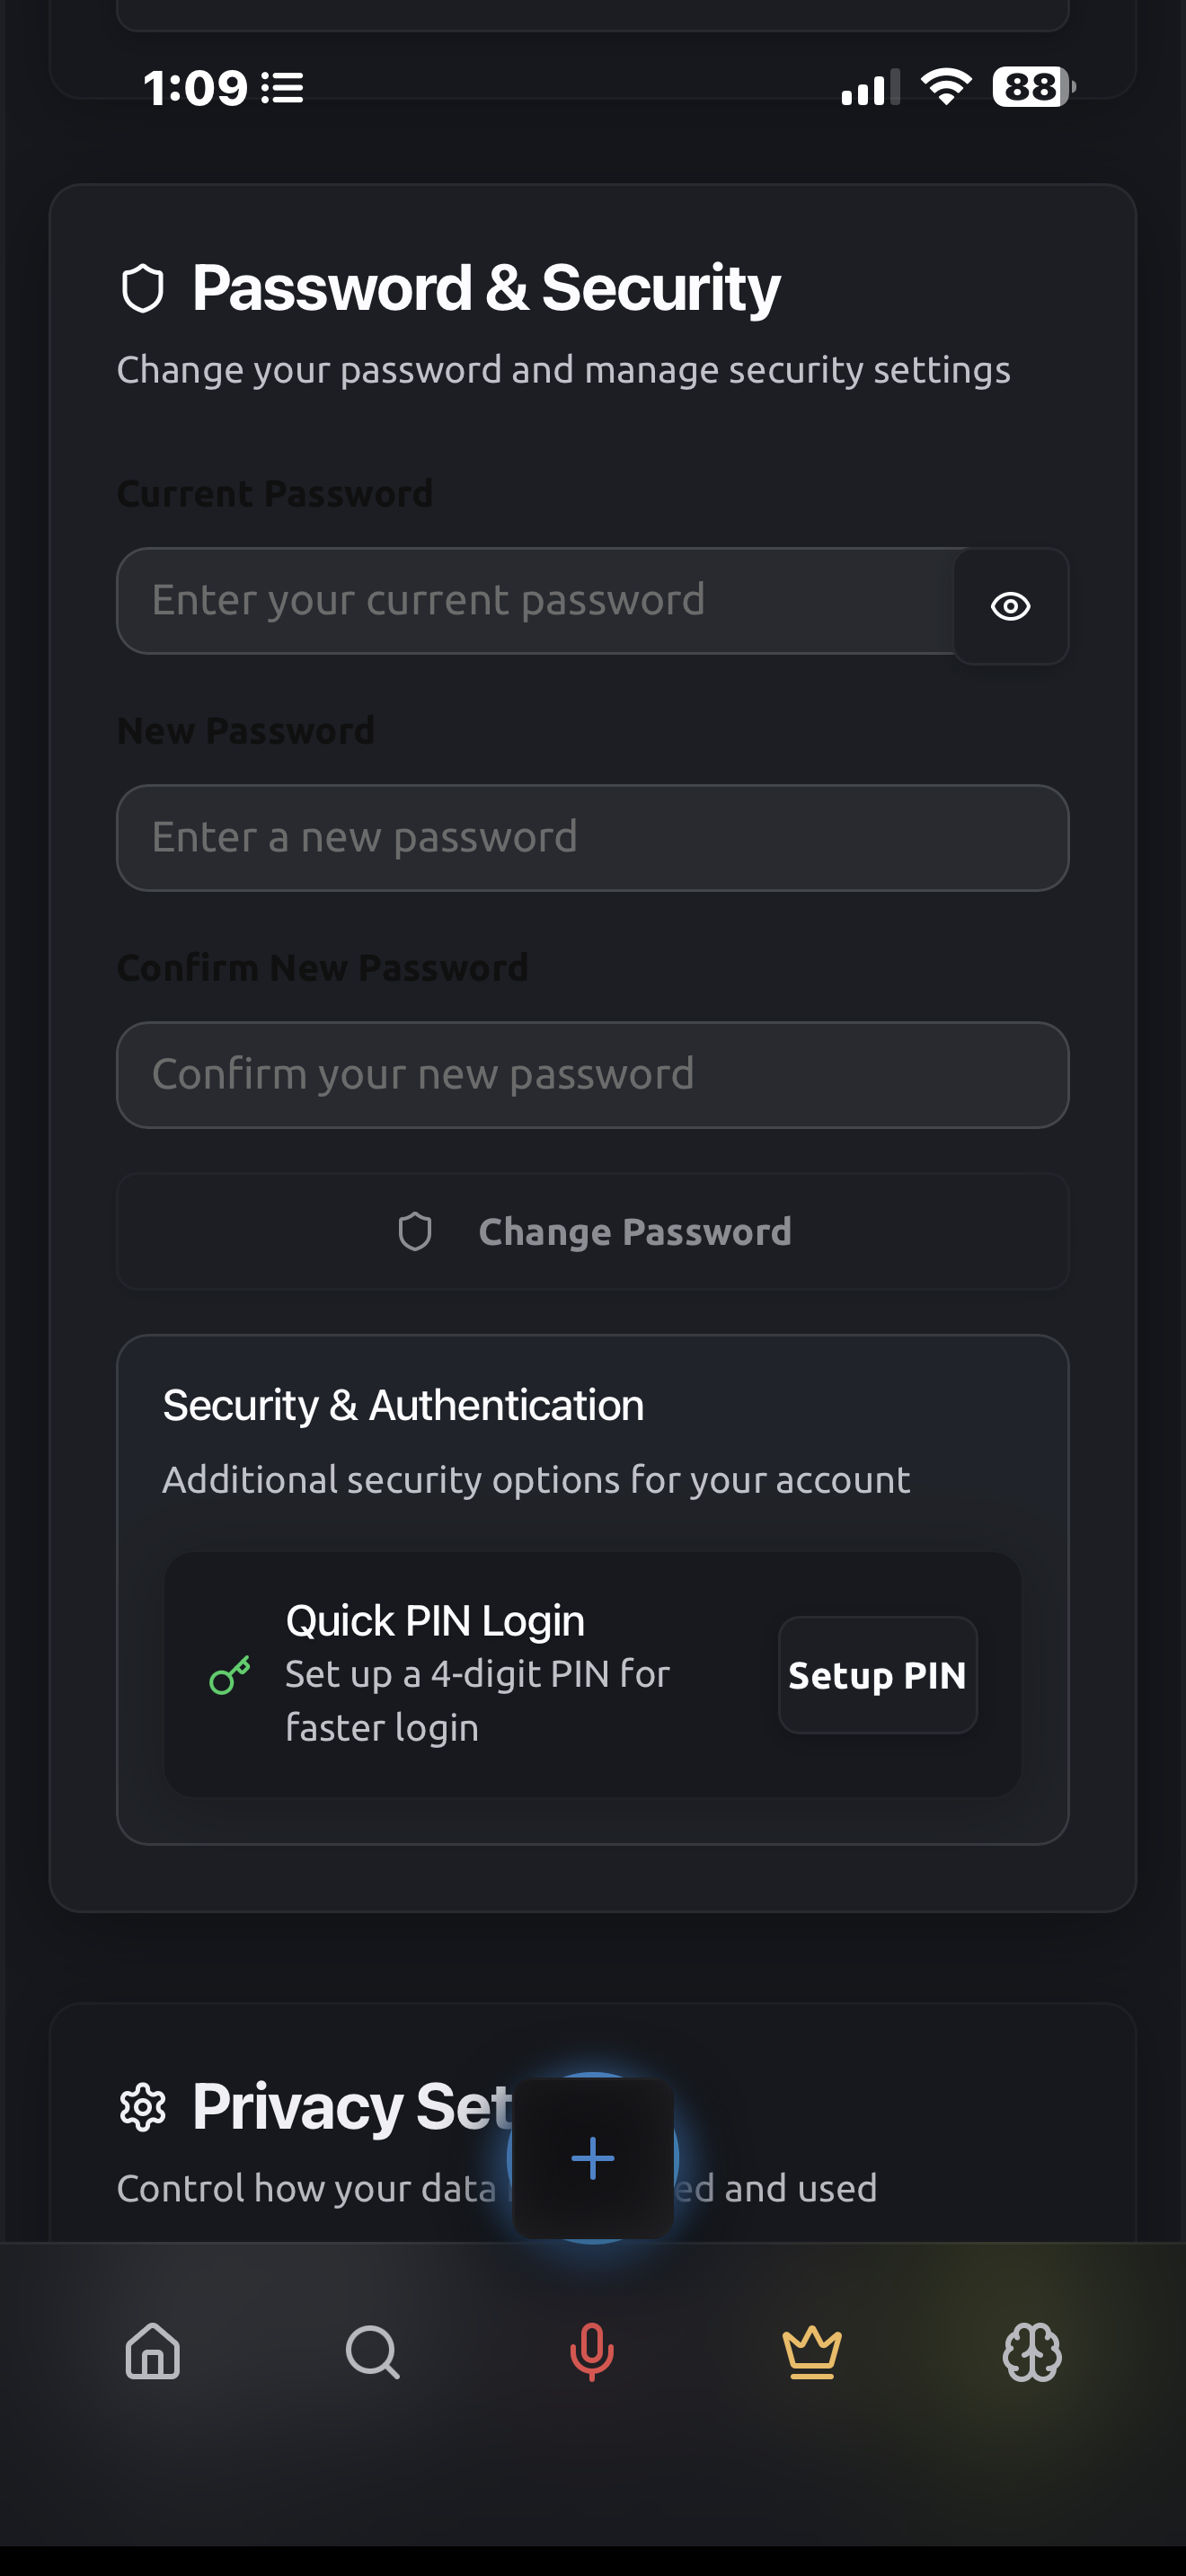 1:09
88
Password & Security
Change your password and manage security settings
Current Password
Enter your current password
New Password
Enter a new password
Confirm New Password
Confirm your new password
Change Password
Security & Authentication
Additional security options for your account
Quick PIN Login
Set up a 4-digit PIN for
faster login
Setup PIN
Privacy Set
Control how your data ed and used